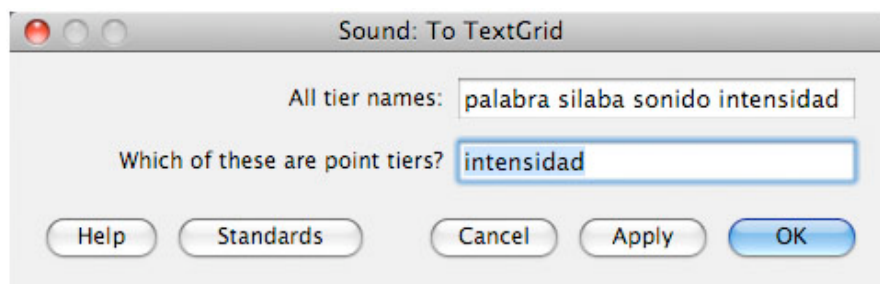 Sound: To TextGrid
All tier names: palabra silaba sonido intensidad
Which of these are point tiers? intensidad
Help Standards Cancel Apply OK